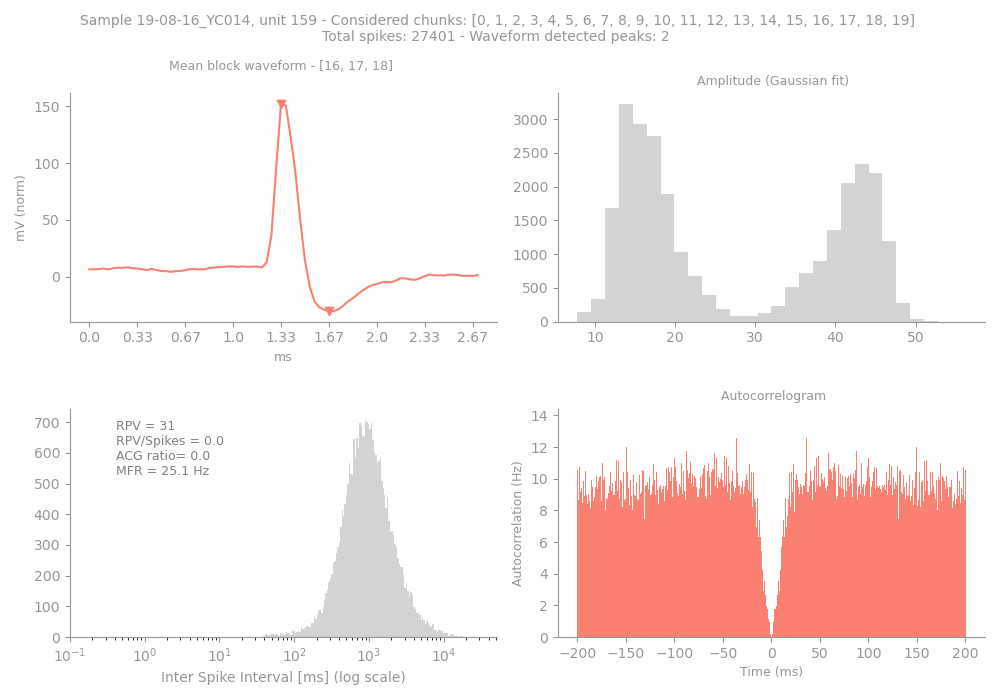 Sample 19-08-16_YC014, unit 159 - Considered chunks: [0, 1, 2, 3, 4, 5, 6, 7, 8, 9, 10, 11, 12, 13, 14, 15, 16, 17, 18, 19]
Total spikes: 27401 - Waveform detected peaks: 2
Mean block waveform - [16, 17, 18]
mV (norm)
150
100
50
0
0.0 0.33 0.67 1.0 1.33 1.67 2.0 2.33 2.67
ms
Amplitude (Gaussian fit)
3000
2500
2000
1500
1000
500
0
10 20 30 40 50
700
600
500
400
300
200
100
0
RPV = 31
RPV/Spikes = 0.0
ACG ratio= 0.0
MFR = 25.1 Hz
10⁻¹ 10⁰ 10¹ 10² 10³ 10⁴
Inter Spike Interval [ms] (log scale)
Autocorrelogram
Autocorrelation (Hz)
14
12
10
8
6
4
2
0
−200 −150 −100 −50 0 50 100 150 200
Time (ms)